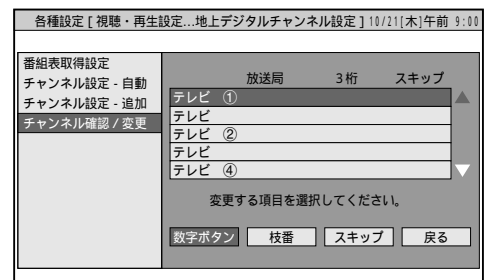 各種設定 [ 視聴・再生設定...地上デジタルチャンネル設定 ] 10/21[木]午前 9:00
番組表取得設定
チャンネル設定 - 自動
チャンネル設定 - 追加
チャンネル確認 / 変更
放送局 3桁 スキップ
テレビ ①
テレビ
テレビ ②
テレビ
テレビ ④
変更する項目を選択してください。
数字ボタン 枝番 スキップ 戻る